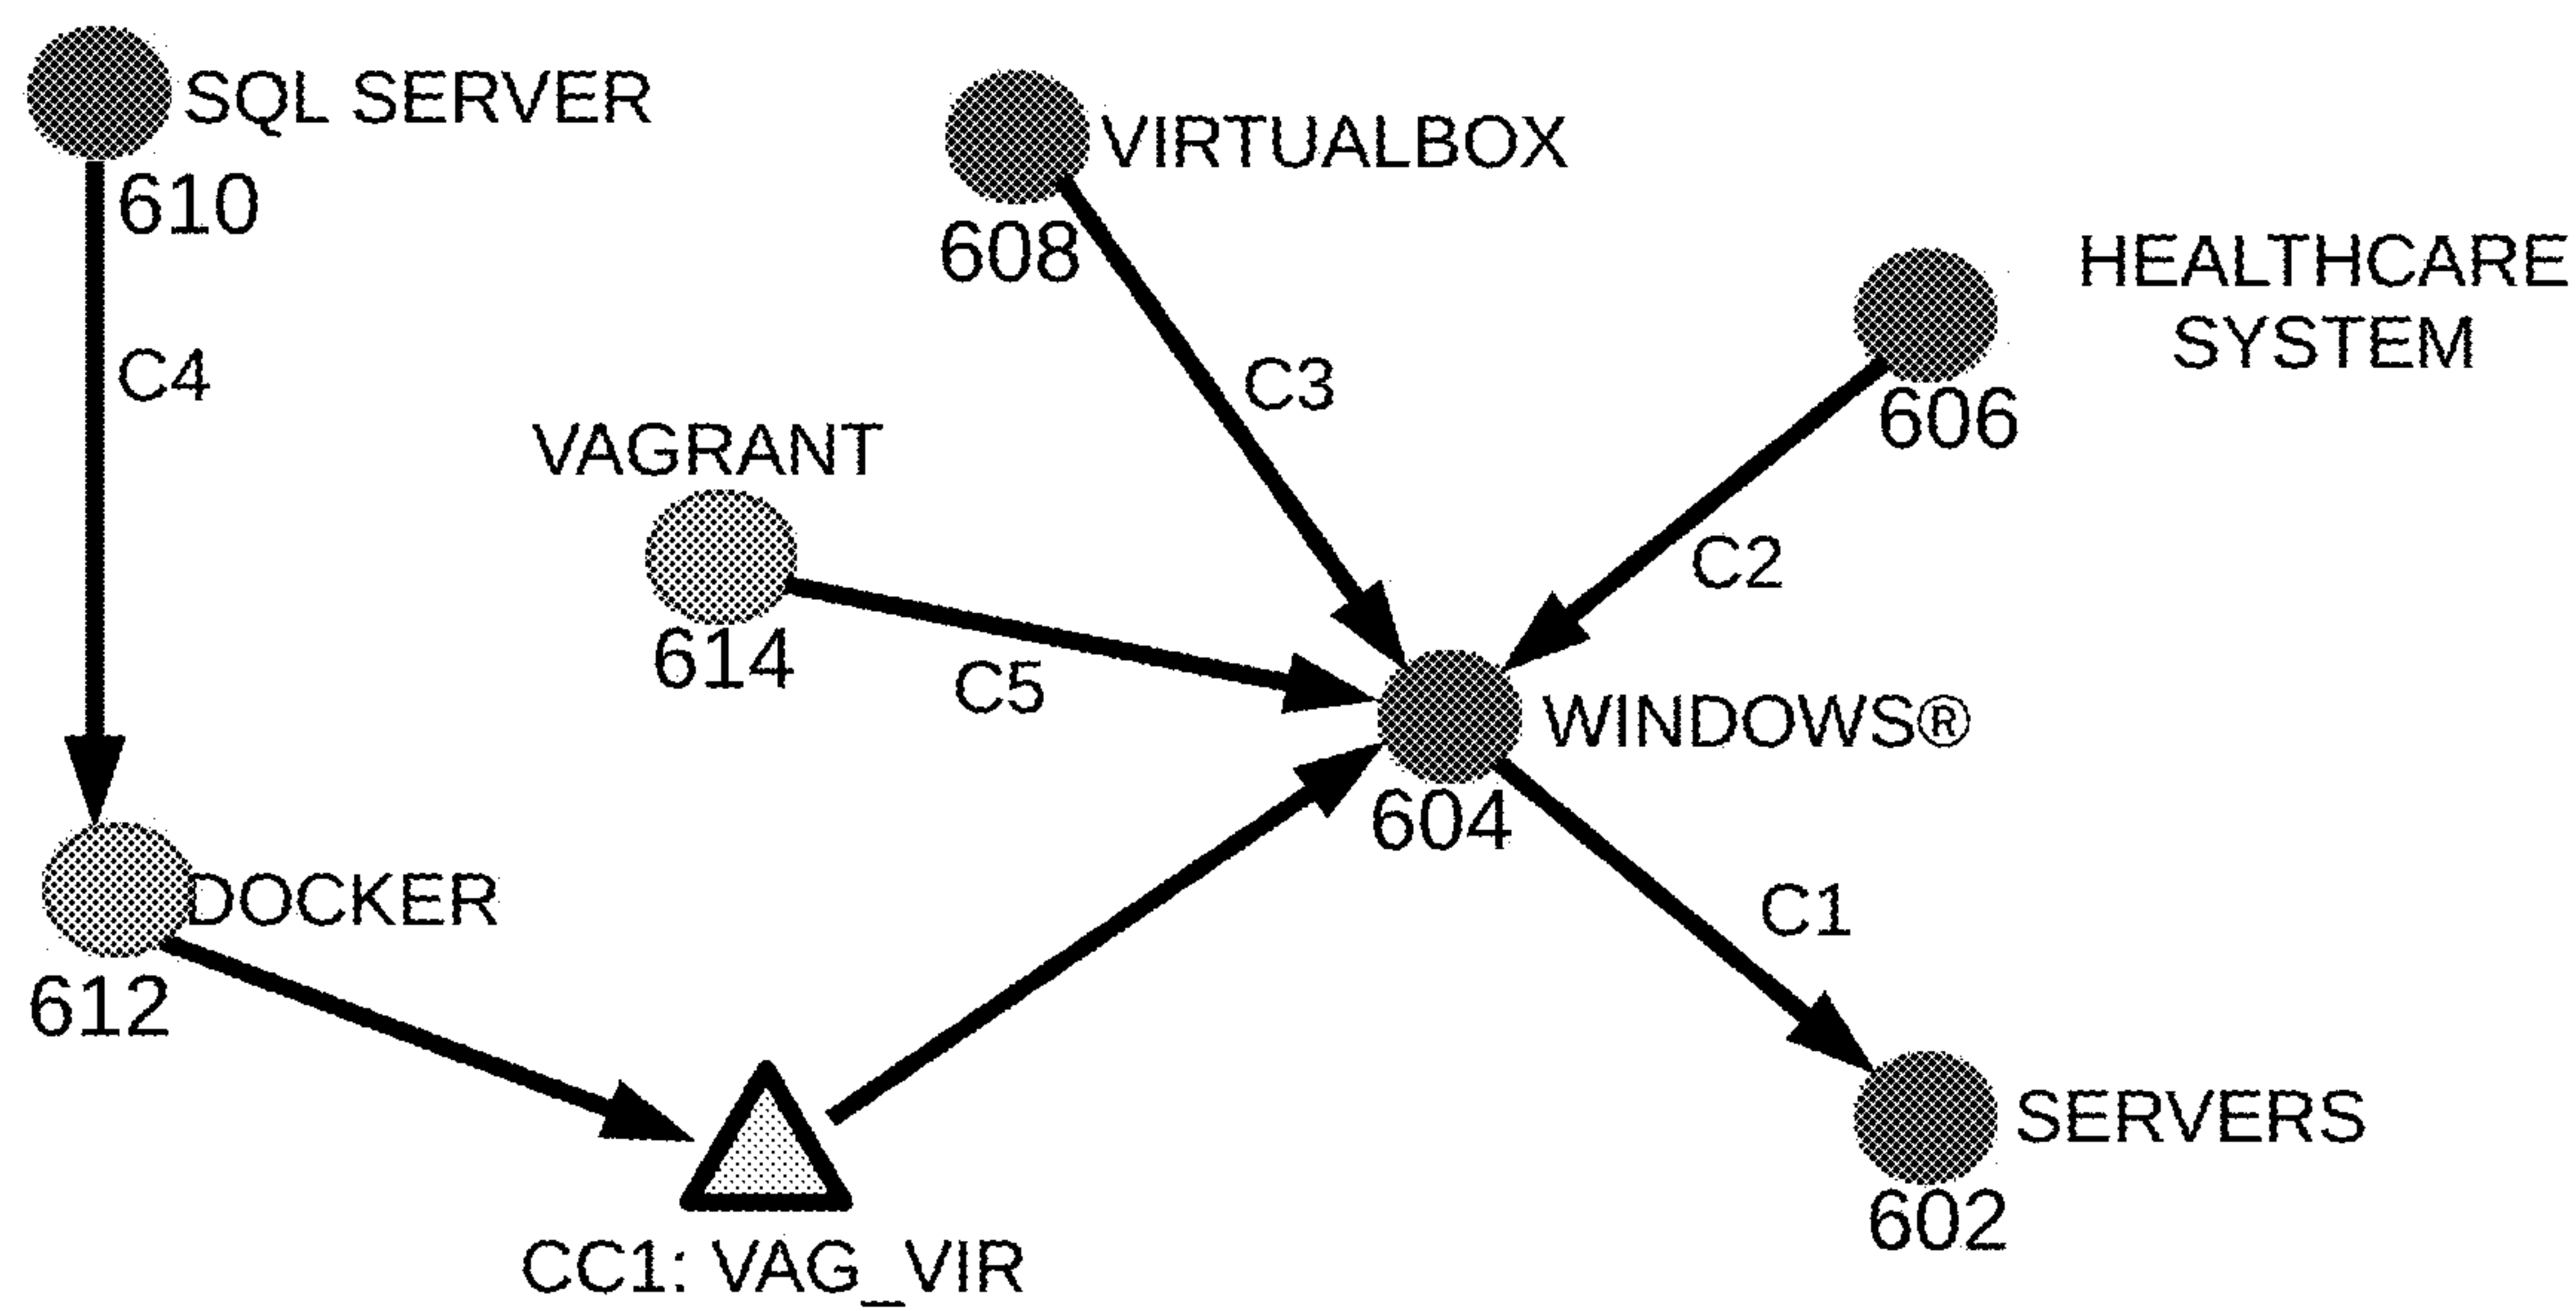 SQL SERVER
610
VIRTUALBOX
608
HEALTHCARE
SYSTEM
606
C4
C3
VAGRANT
614
C5
C2
WINDOWS®
604
DOCKER
612
C1
SERVERS
602
CC1: VAG_VIR